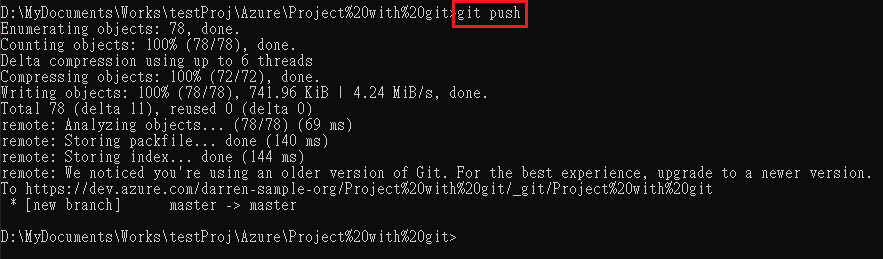 D:\MyDocuments\Works\testProj\Azure\Project%20with%20git>git push
Enumerating objects: 78, done.
Counting objects: 100% (78/78), done.
Delta compression using up to 6 threads
Compressing objects: 100% (72/72), done.
Writing objects: 100% (78/78), 741.96 KiB | 4.24 MiB/s, done.
Total 78 (delta 11), reused 0 (delta 0)
remote: Analyzing objects... (78/78) (69 ms)
remote: Storing packfile... done (140 ms)
remote: Storing index... done (144 ms)
remote: We noticed you're using an older version of Git. For the best experience, upgrade to a newer version.
To https://dev.azure.com/darren-sample-org/Project%20with%20git/_git/Project%20with%20git
 * [new branch]      master -> master
D:\MyDocuments\Works\testProj\Azure\Project%20with%20git>